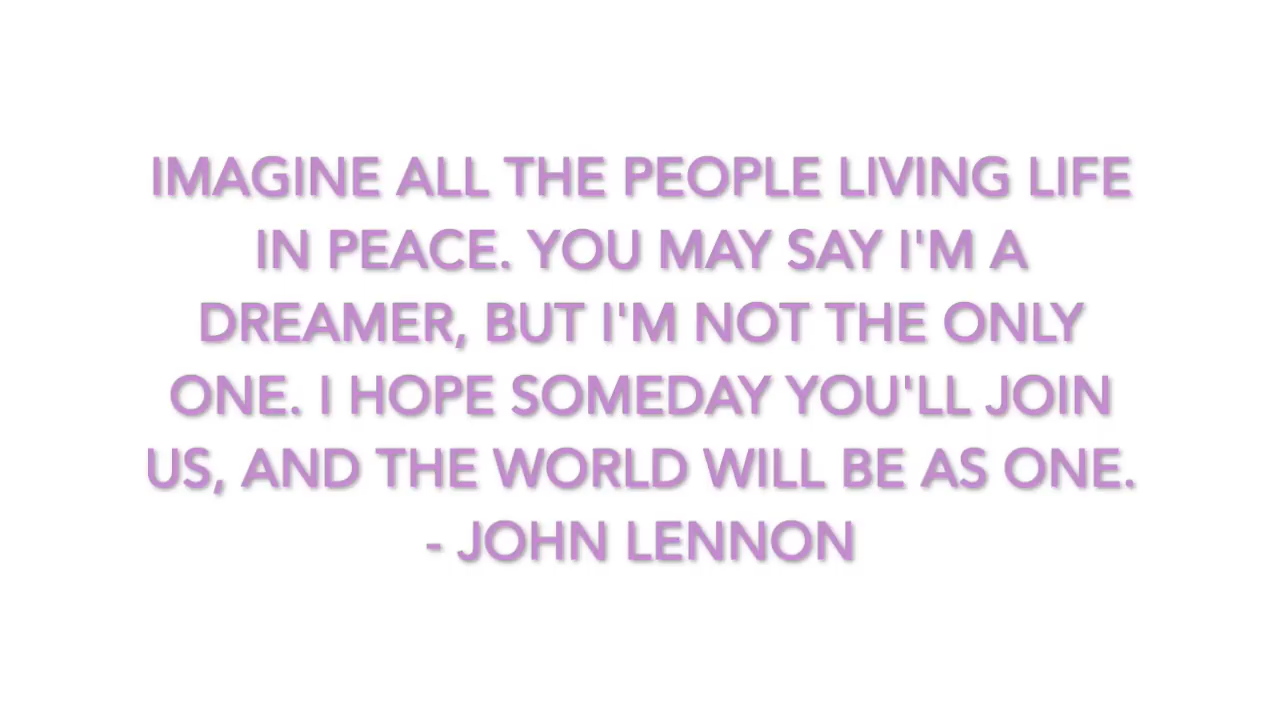 IMAGINE ALL THE PEOPLE LIVING LIFE
IN PEACE. YOU MAY SAY I'M A
DREAMER, BUT I'M NOT THE ONLY
ONE. I HOPE SOMEDAY YOU'LL JOIN
US, AND THE WORLD WILL BE AS ONE.
- JOHN LENNON